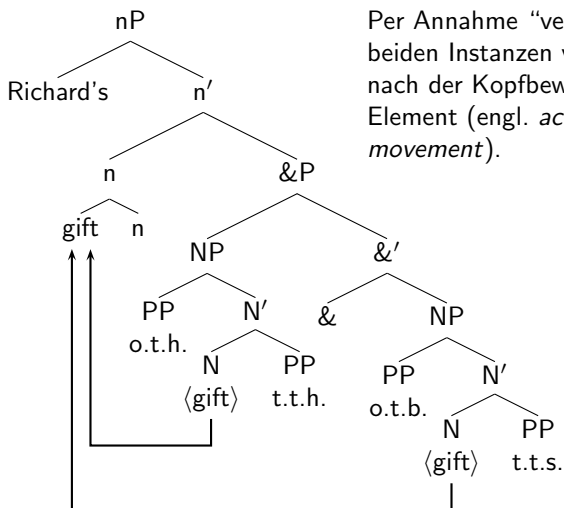 nP
Per Annahme “ve
beiden Instanzen v
Richard's n′
nach der Kopfbew
Element (engl. ac
n &P
movement).
gift n
NP &′
PP N′ & NP
o.t.h.
N PP PP N′
⟨gift⟩ t.t.h. o.t.b.
N PP
⟨gift⟩ t.t.s.